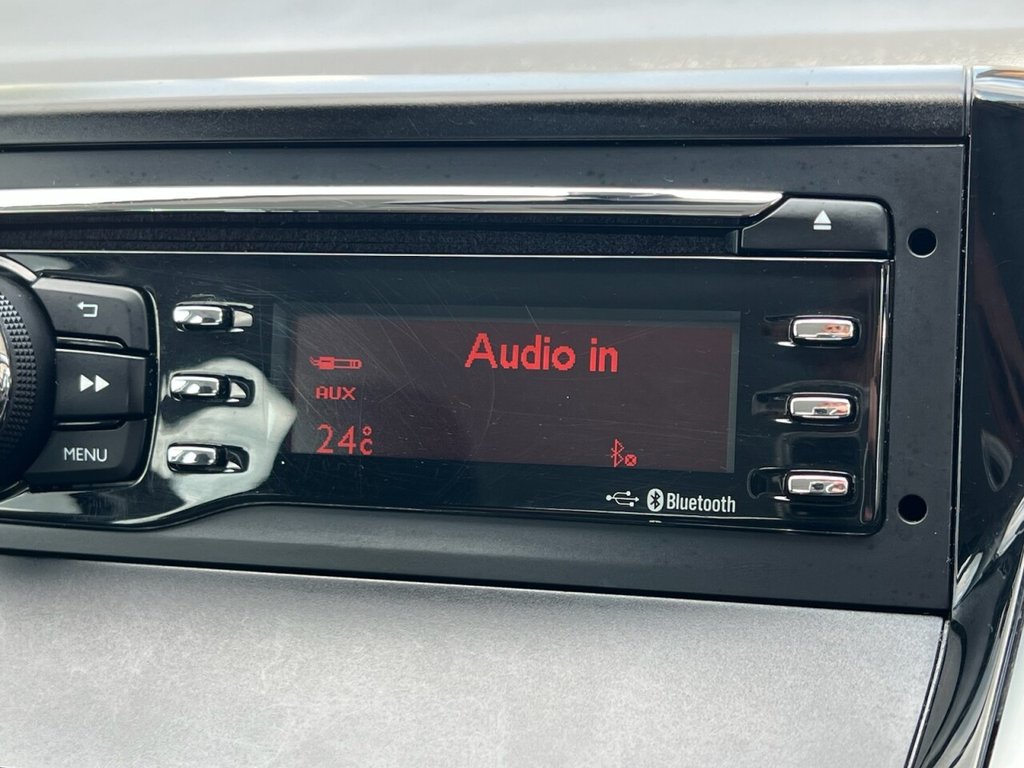 Audio in
AUX
24°C
MENU
Bluetooth